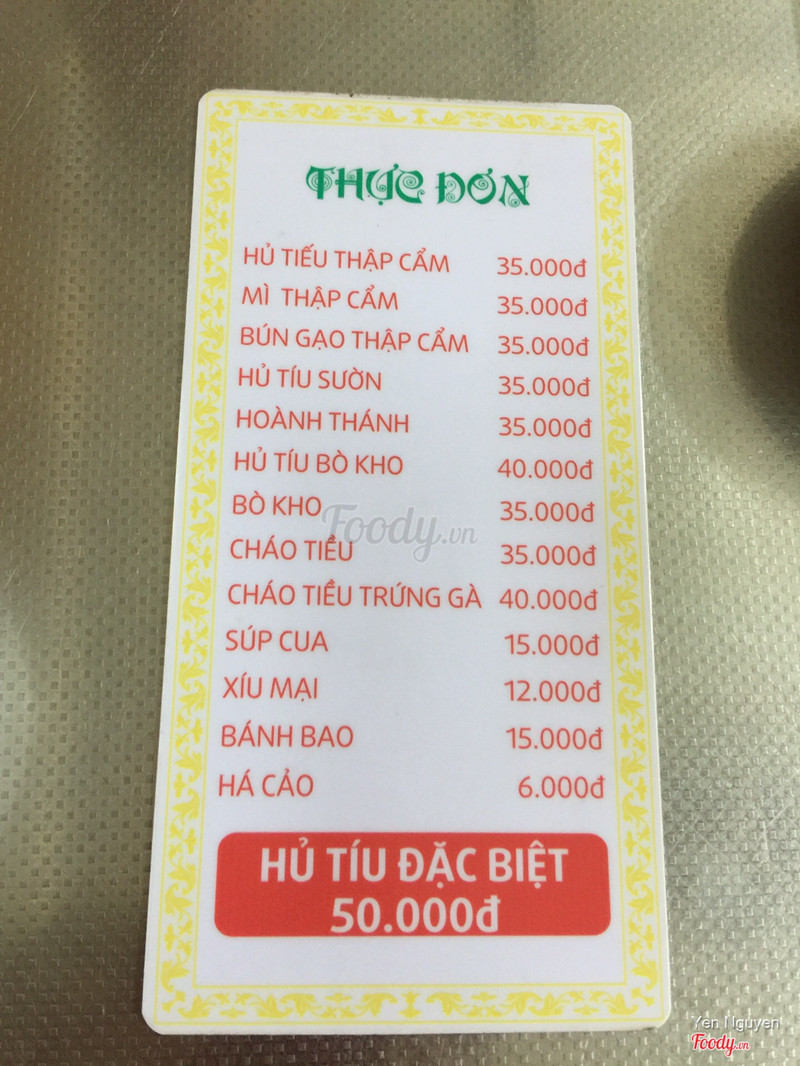 THỰC ĐƠN
HỦ TIẾU THẬP CẨM 35.000đ
MÌ THẬP CẨM 35.000đ
BÚN GẠO THẬP CẨM 35.000đ
HỦ TÍU SƯỜN 35.000đ
HOÀNH THÁNH 35.000đ
HỦ TÍU BÒ KHO 40.000đ
BÒ KHO 35.000đ
Foody.vn
CHÁO TIỀU 35.000đ
CHÁO TIỀU TRỨNG GÀ 40.000đ
SÚP CUA 15.000đ
XÍU MẠI 12.000đ
BÁNH BAO 15.000đ
HÁ CẢO 6.000đ
HỦ TÍU ĐẶC BIỆT
50.000đ
Yen Nguyen
Foody.vn